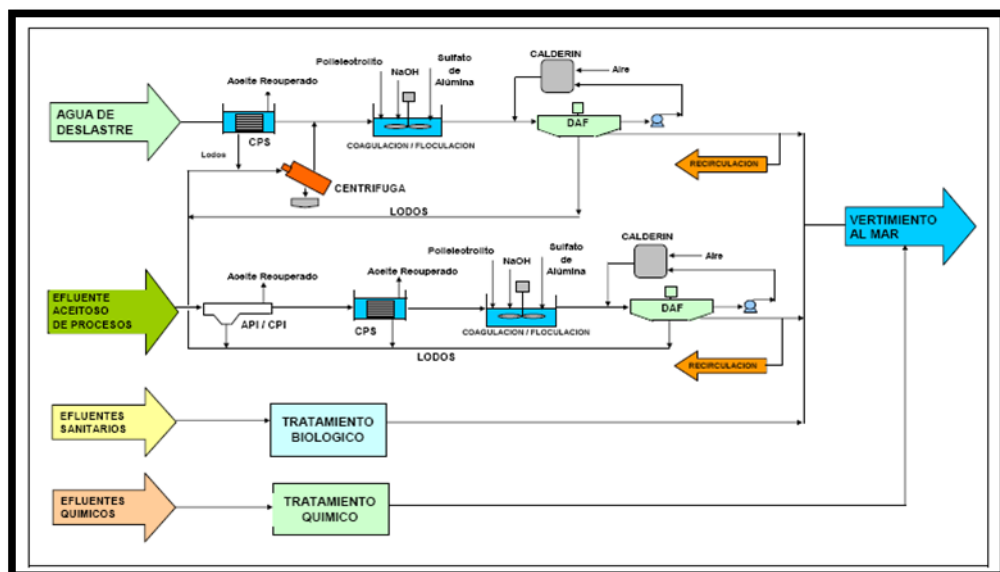 CALDERIN
Aire
Polielectrolito
NaOH
Sulfato
de
Alúmina
Aceite Recuperado
AGUA DE
DESLASTRE
CPS
COAGULACION / FLOCULACION
DAF
Lodos
CENTRIFUGA
RECIRCULACION
LODOS
VERTIMIENTO
AL MAR
CALDERIN
Aire
Polielectrolito
NaOH
Sulfato
de
Alúmina
Aceite Recuperado
Aceite Recuperado
EFLUENTE
ACEITOSO
DE PROCESOS
API / CPI
CPS
COAGULACION / FLOCULACION
DAF
LODOS
RECIRCULACION
EFLUENTES
SANITARIOS
TRATAMIENTO
BIOLOGICO
EFLUENTES
QUIMICOS
TRATAMIENTO
QUIMICO